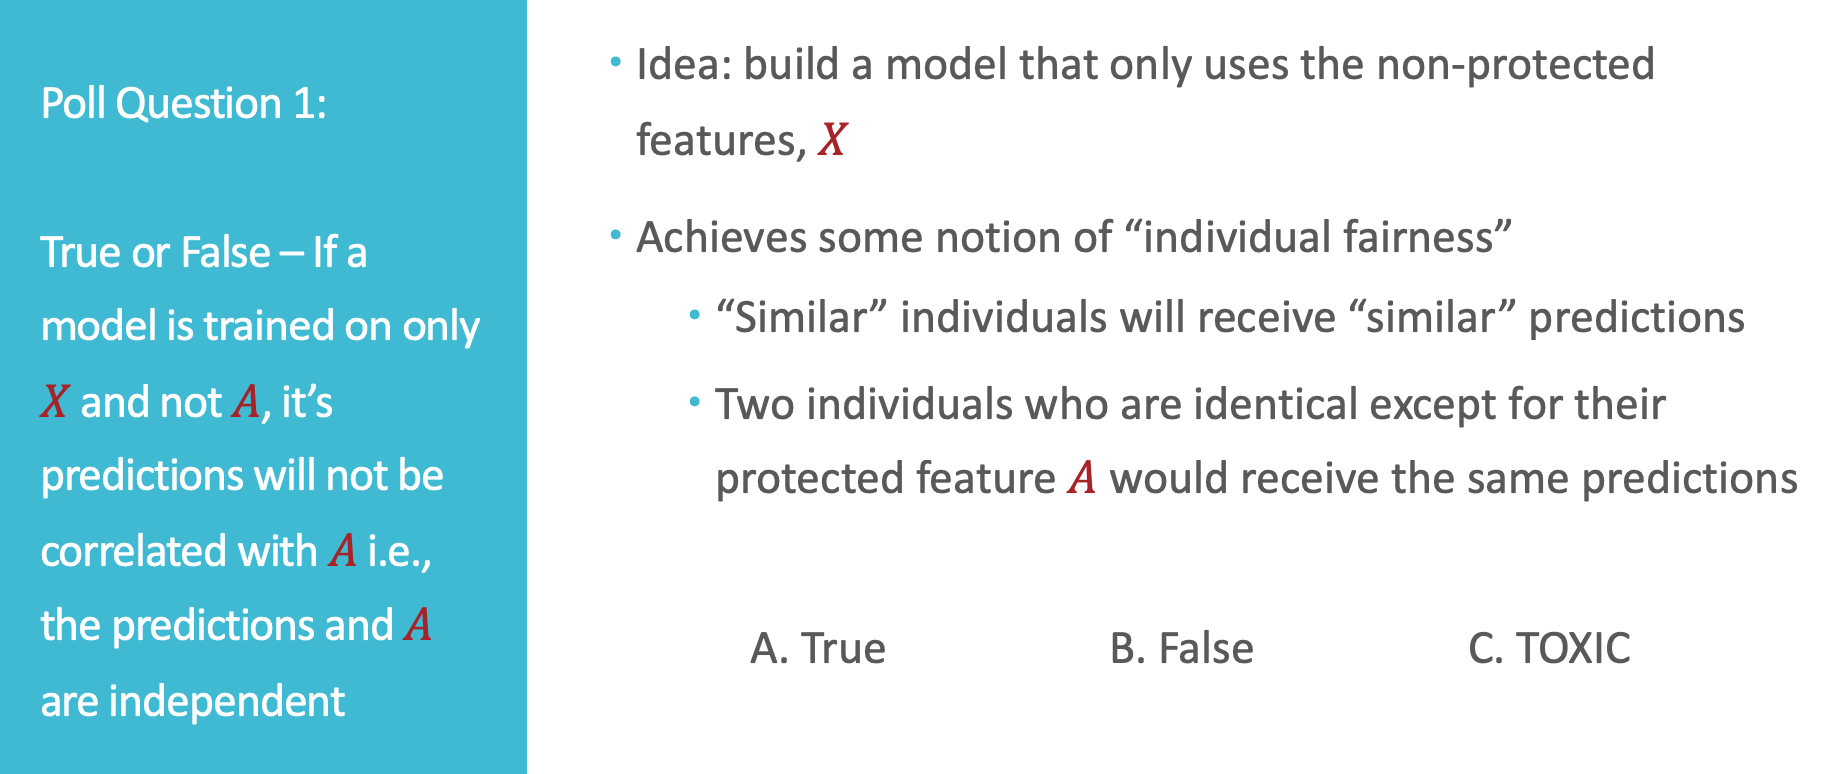 Poll Question 1:
True or False – If a
model is trained on only
X and not A, it’s
predictions will not be
correlated with A i.e.,
the predictions and A
are independent
• Idea: build a model that only uses the non-protected
features, X
• Achieves some notion of “individual fairness”
• “Similar” individuals will receive “similar” predictions
• Two individuals who are identical except for their
protected feature A would receive the same predictions
A. True B. False C. TOXIC